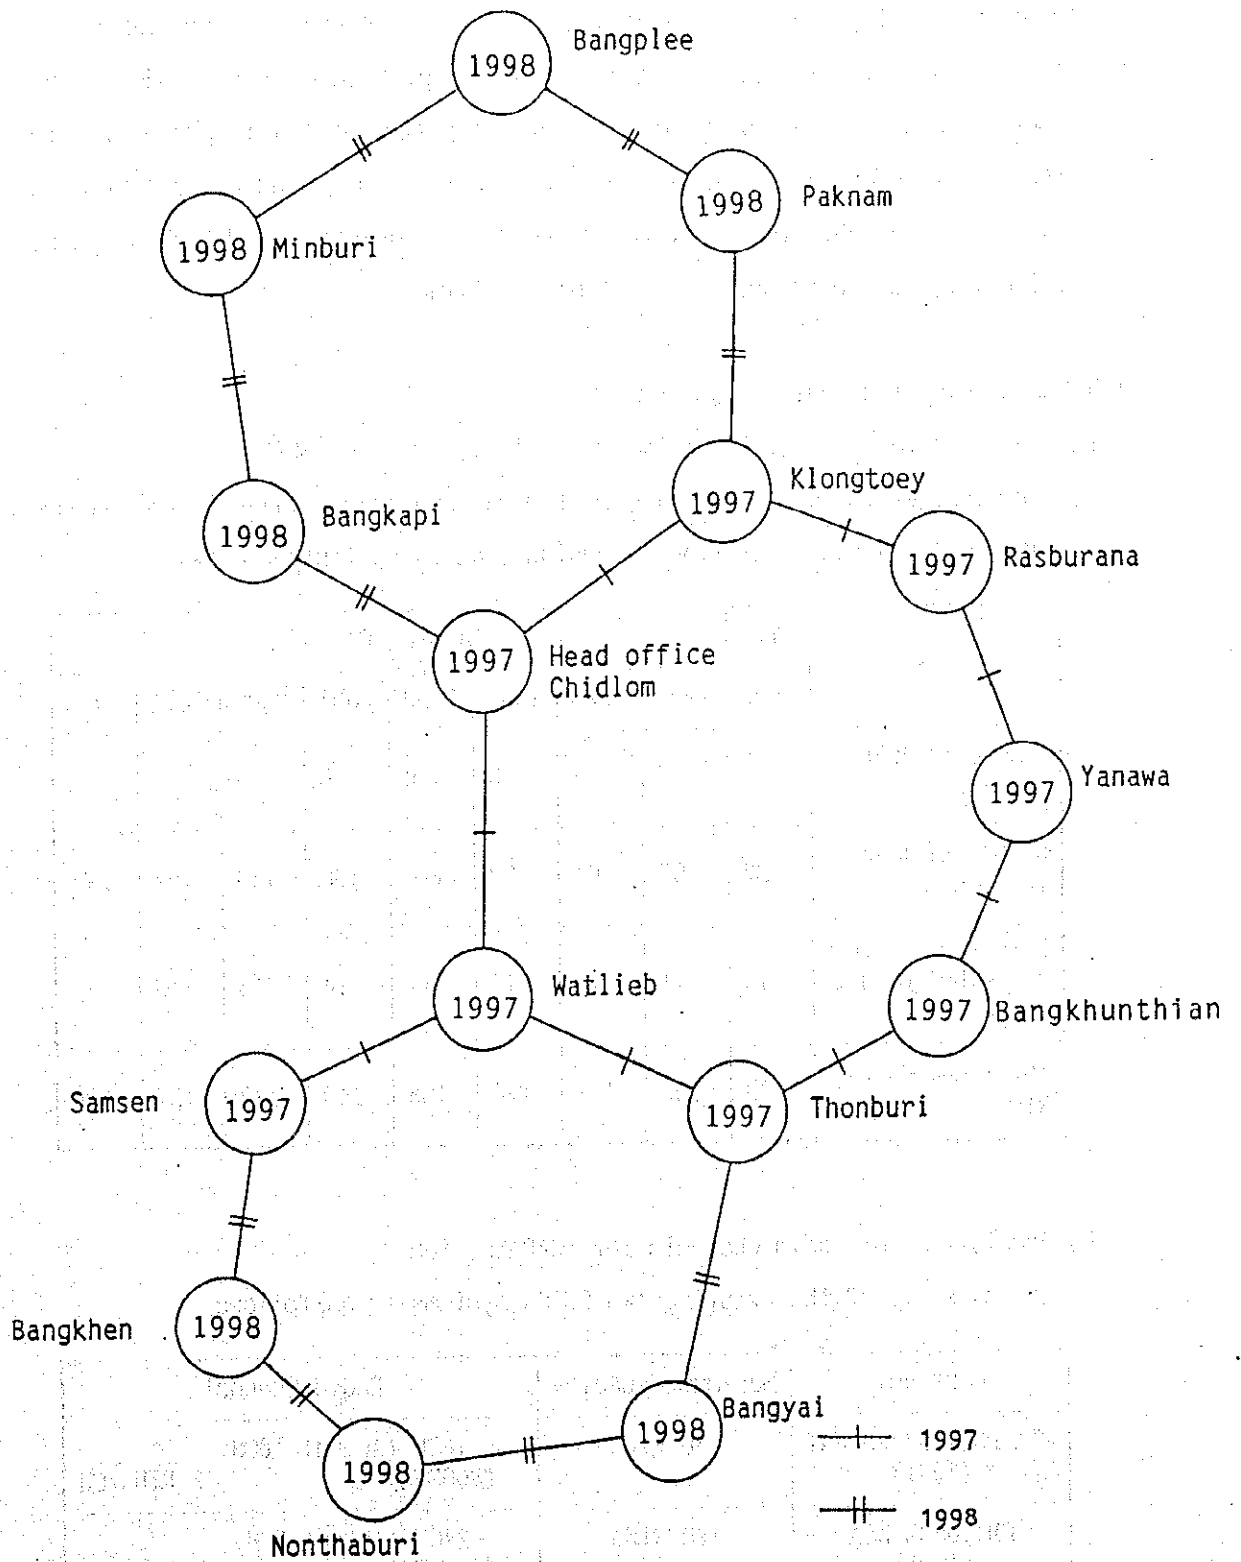 Bangplee
1998
Paknam
1998
1998
Minburi
Klongtoey
1997
Bangkapi
1998
Rasburana
1997
Head office
Chidlom
1997
Yanawa
1997
Watlieb
1997
1997
Bangkhunthian
Samsen
1997
1997
Thonburi
Bangkhen
1998
Bangyai
1998
1997
1998
Nonthaburi
1998